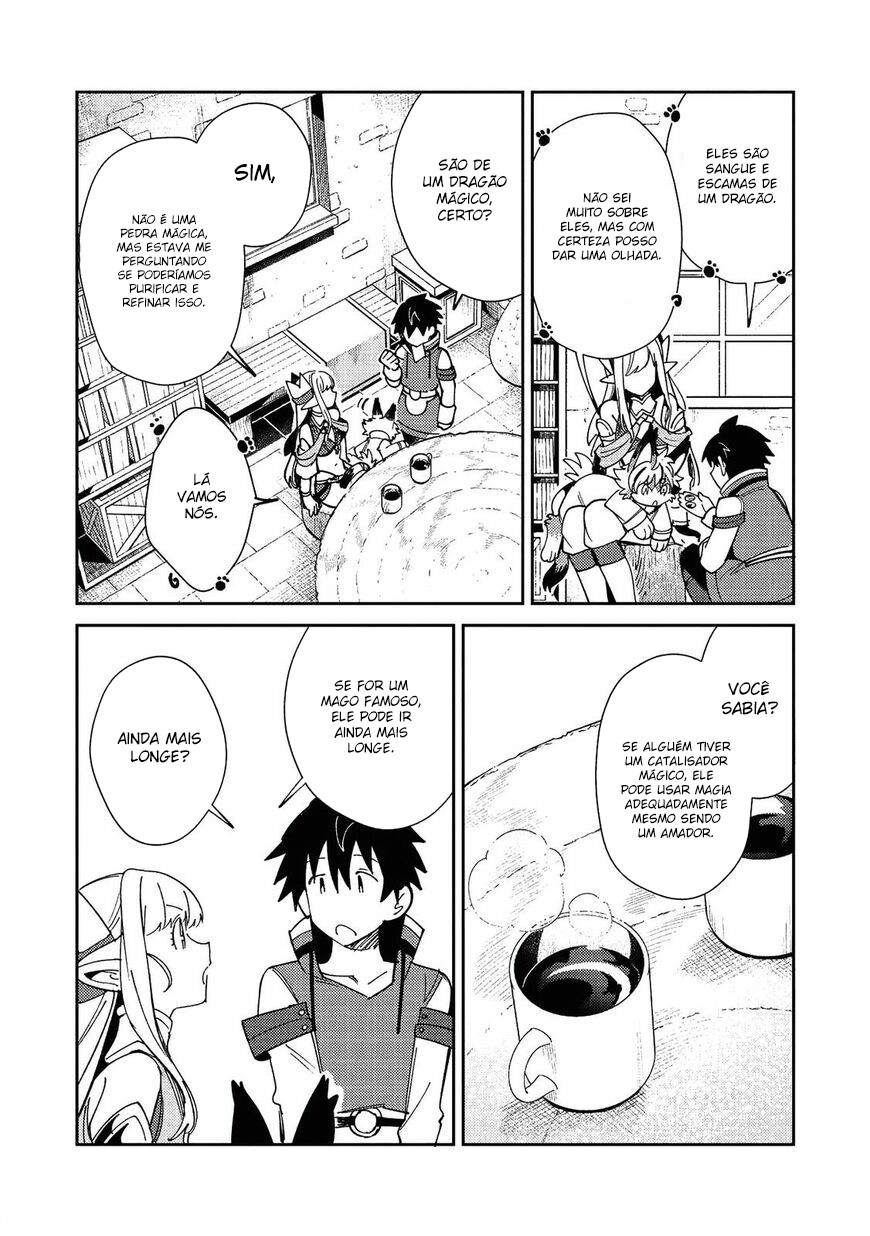 ELES SÃO
SANGUE E
ESCAMAS DE
UM DRAGÃO.
NÃO SEI
MUITO SOBRE
ELES, MAS COM
CERTEZA POSSO
DAR UMA OLHADA.
SÃO DE
UM DRAGÃO
MÁGICO,
CERTO?
SIM,
NÃO É UMA
PEDRA MÁGICA,
MAS ESTAVA ME
PERGUNTANDO
SE PODERÍAMOS
PURIFICAR E
REFINAR ISSO.
LÁ
VAMOS
NÓS.
VOCÊ
SABIA?
SE ALGUÉM TIVER
UM CATALISADOR
MÁGICO, ELE
PODE USAR MAGIA
ADEQUADAMENTE
MESMO SENDO
UM AMADOR.
SE FOR UM
MAGO FAMOSO,
ELE PODE IR
AINDA MAIS
LONGE.
AINDA MAIS
LONGE?